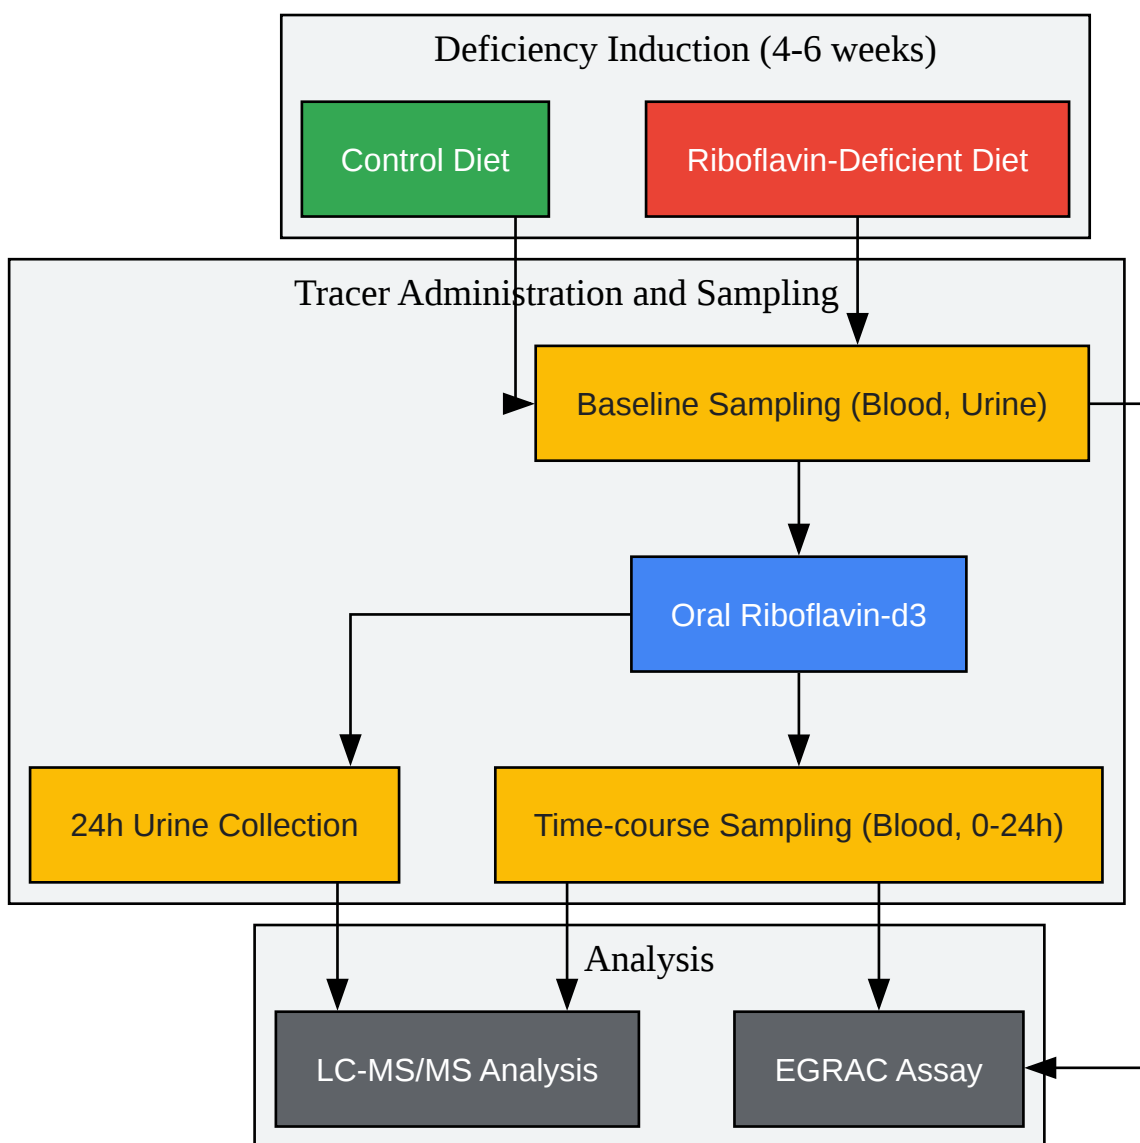 Deficiency Induction (4-6 weeks)
Control Diet
Riboflavin-Deficient Diet
Tracer Administration and Sampling
Baseline Sampling (Blood, Urine)
Oral Riboflavin-d3
24h Urine Collection
Time-course Sampling (Blood, 0-24h)
Analysis
LC-MS/MS Analysis
EGRAC Assay